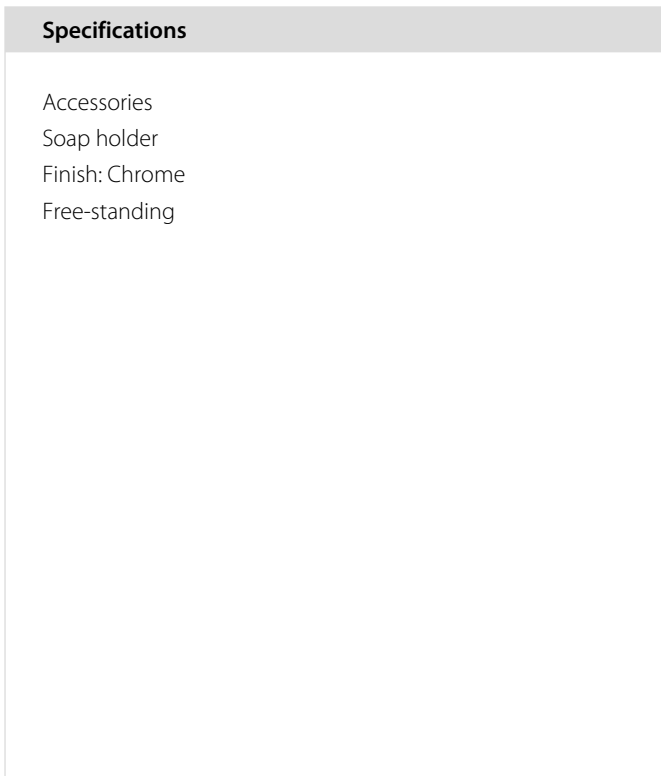 Specifications
Accessories
Soap holder
Finish: Chrome
Free-standing